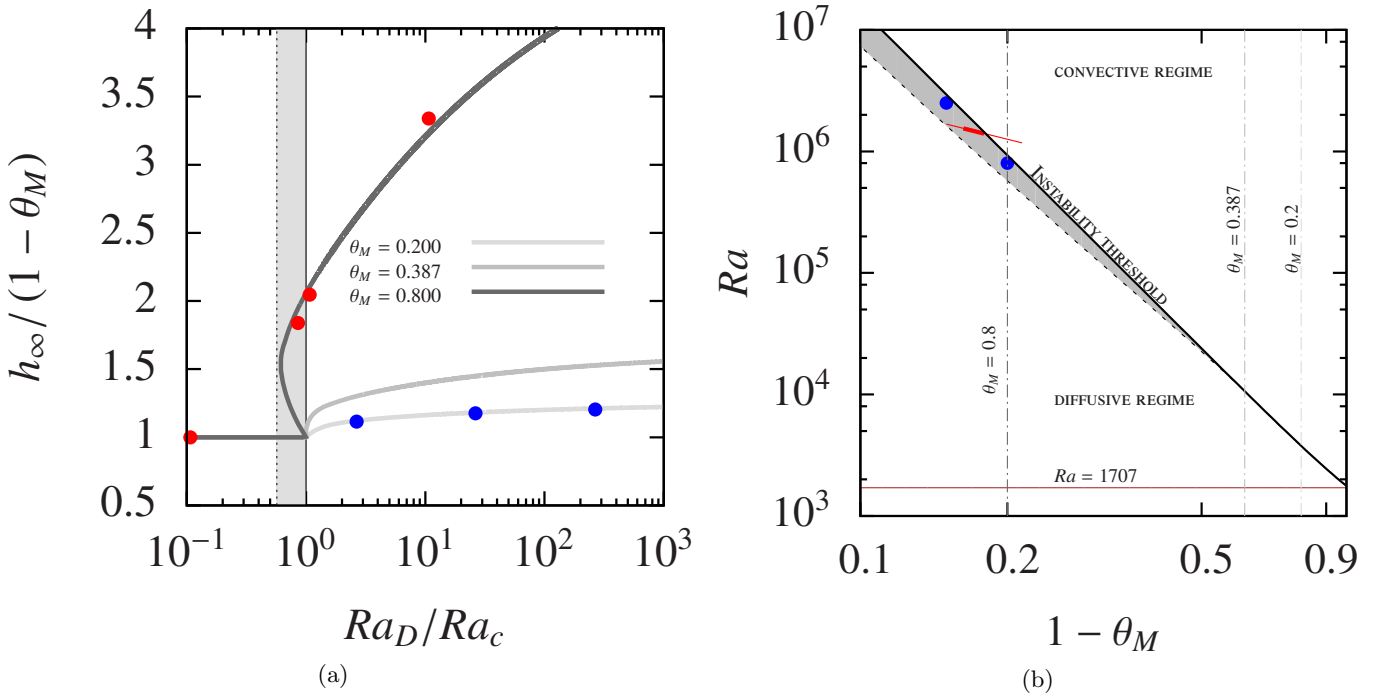 4
3.5
3
2.5
2
1.5
1
0.5
h∞/(1 − θM)
θM = 0.200
θM = 0.387
θM = 0.800
10⁻¹ 10⁰ 10¹ 10² 10³
RaD/Rac
(a)
10⁷
10⁶
10⁵
10⁴
10³
Ra
CONVECTIVE REGIME
INSTABILITY THRESHOLD
θM = 0.8
θM = 0.387
θM = 0.2
DIFFUSIVE REGIME
Ra = 1707
0.1 0.2 0.5 0.9
1 − θM
(b)